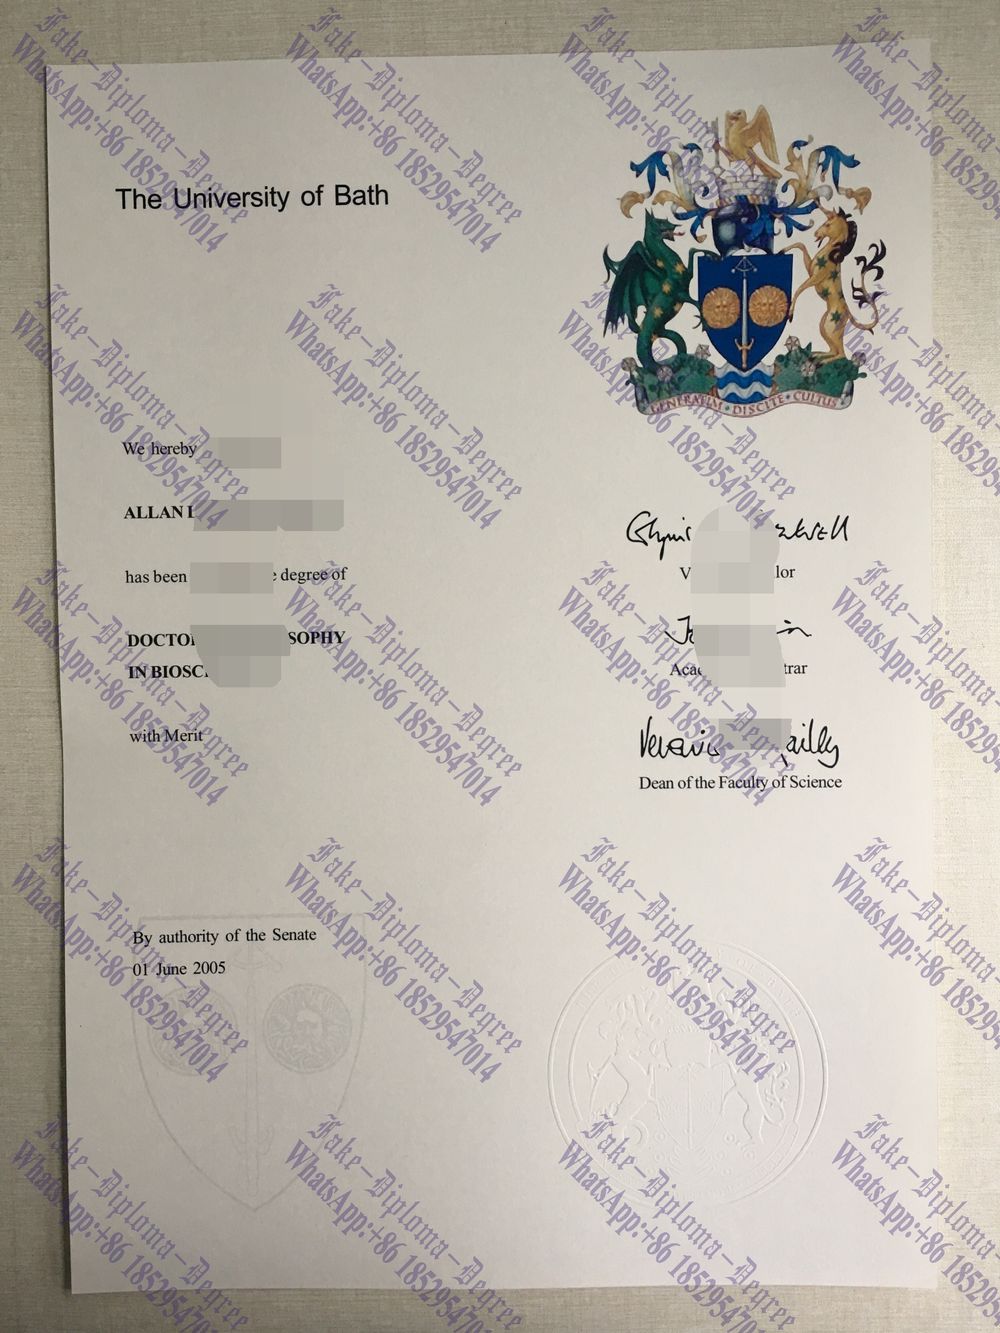 The University of Bath
GENERATIM DISCITE CULTUS
We hereby
ALLAN
has been
degree of
IN
with Merit
Dean of the Faculty of Science
By authority of the Senate
01 June 2005
Fake-Diploma-Degree
WhatsApp:+86 18529547014